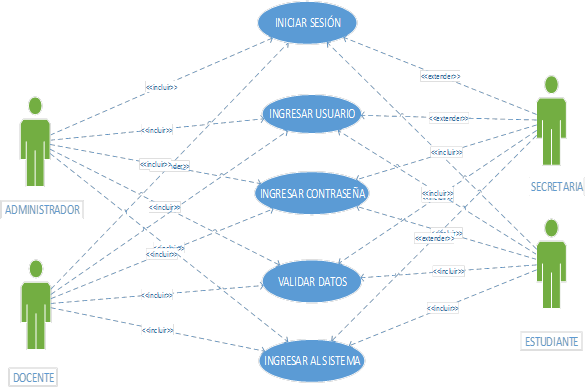 INICIAR SESIÓN
<<extender>>
<<incluir>>
INGRESAR USUARIO
<<extender>>
<<incluir>>
<<incluir>>
<<incluir>>
INGRESAR CONTRASEÑA
SECRETARIA
<<incluir>>
ADMINISTRADOR
<<incluir>>
<<extender>>
<<incluir>>
VALIDAR DATOS
<<incluir>>
<<incluir>>
<<incluir>>
<<incluir>>
ESTUDIANTE
INGRESAR AL SISTEMA
DOCENTE